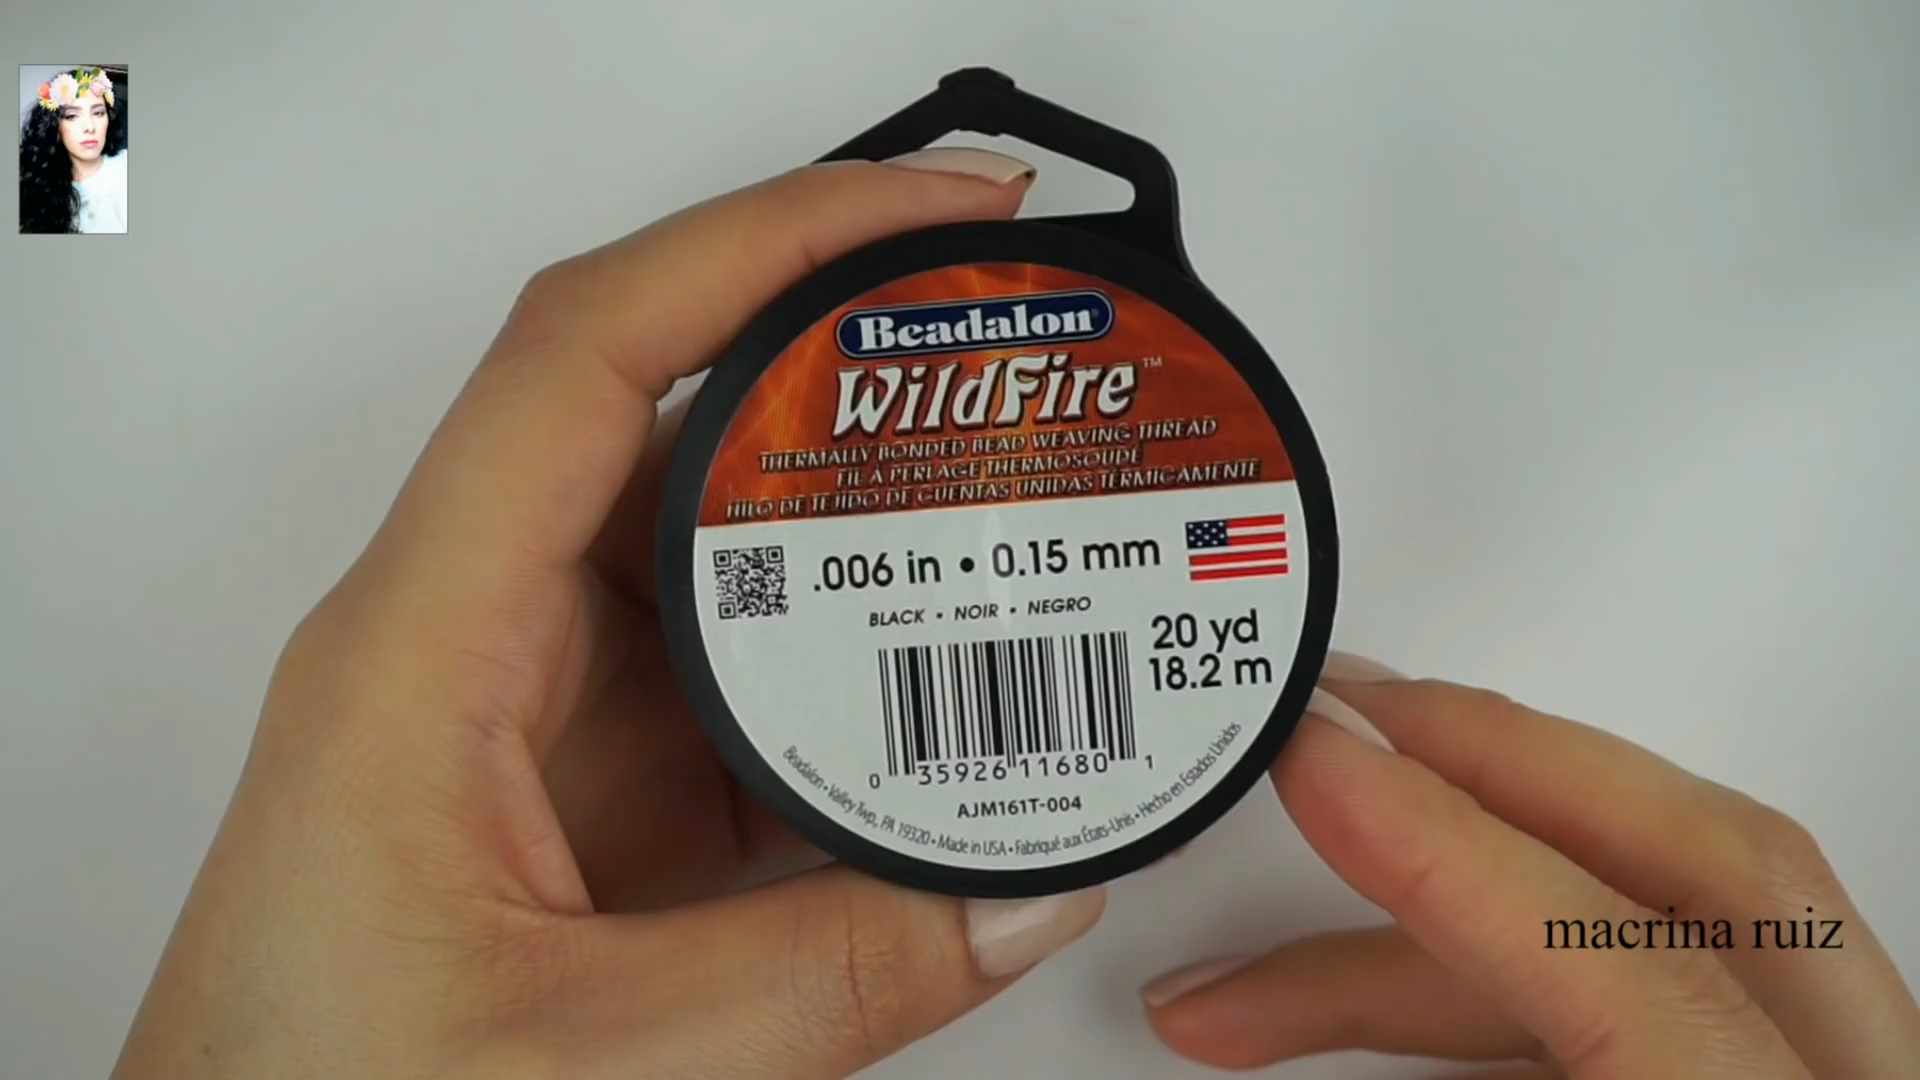 Beadalon
WildFire™
THERMALLY BONDED BEAD WEAVING THREAD
FIL À PERLAGE THERMOSOUDÉ
HILO DE TEJIDO DE CUENTAS UNIDAS TÉRMICAMENTE
.006 in • 0.15 mm
BLACK • NOIR • NEGRO
20 yd
18.2 m
0 35926 11680 1
AJM161T-004
Beadalon • Valley Twp., PA 19320 • Made in USA • Fabriqué aux États-Unis • Hecho en Estados Unidos
macrina ruiz